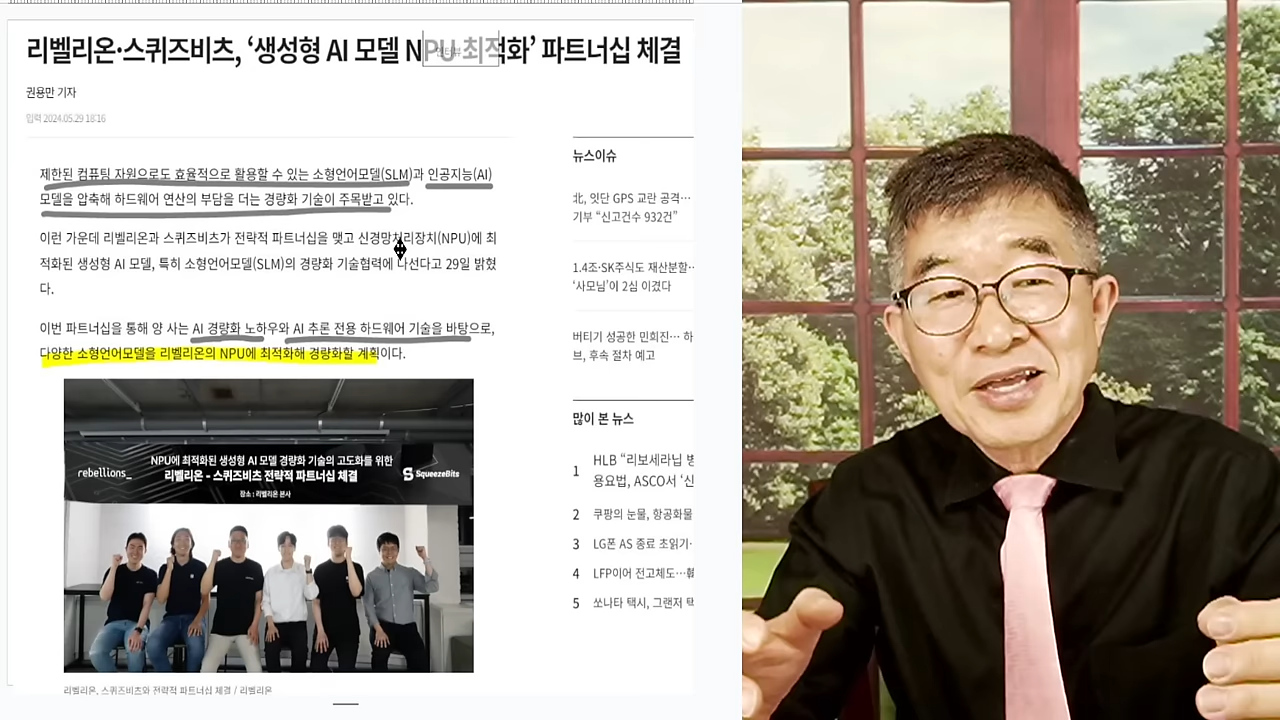 리벨리온·스퀴즈비츠, ‘생성형 AI 모델 NPU 최적화’ 파트너십 체결
권용만 기자
입력 2024.05.29 18:16
제한된 컴퓨팅 자원으로도 효율적으로 활용할 수 있는 소형언어모델(SLM)과 인공지능(AI)
모델을 압축해 하드웨어 연산의 부담을 더는 경량화 기술이 주목받고 있다.
이런 가운데 리벨리온과 스퀴즈비츠가 전략적 파트너십을 맺고 신경망처리장치(NPU)에 최
적화된 생성형 AI 모델, 특히 소형언어모델(SLM)의 경량화 기술협력에 나선다고 29일 밝혔
다.
이번 파트너십을 통해 양 사는 AI 경량화 노하우와 AI 추론 전용 하드웨어 기술을 바탕으로,
다양한 소형언어모델을 리벨리온의 NPU에 최적화해 경량화할 계획이다.
rebellions_
NPU에 최적화된 생성형 AI 모델 경량화 기술의 고도화를 위한
리벨리온 - 스퀴즈비츠 전략적 파트너십 체결
장소 : 리벨리온 본사
SqueezeBits
리벨리온, 스퀴즈비츠와 전략적 파트너십 체결 / 리벨리온
뉴스이슈
北, 잇단 GPS 교란 공격…
기부 “신고건수 932건”
1.4조·SK주식도 재산분할…
‘사모님’이 2심 이겼다
버티기 성공한 민희진… 하
브, 후속 절차 예고
많이 본 뉴스
1 HLB “리보세라닙 병
용요법, ASCO서 ‘신
2 쿠팡의 눈물, 항공화물
3 LG폰 AS 종료 초읽기…
4 LFP이어 전고체도…韓
5 쏘나타 택시, 그랜저 택